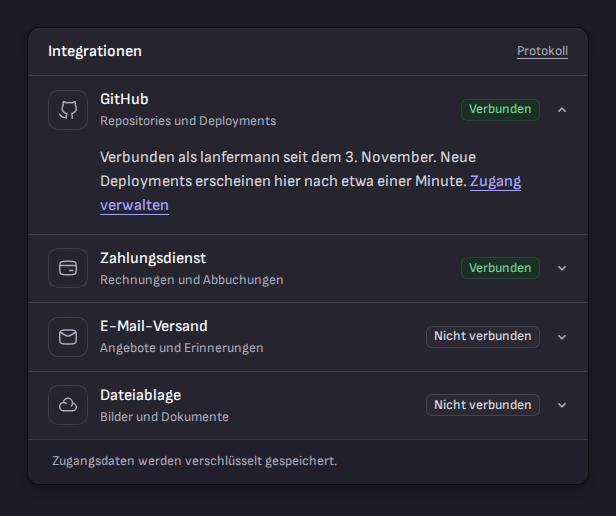 Integrationen
Protokoll
GitHub
Repositories und Deployments
Verbunden
Verbunden als lanfermann seit dem 3. November. Neue
Deployments erscheinen hier nach etwa einer Minute. Zugang
verwalten
Zahlungsdienst
Rechnungen und Abbuchungen
Verbunden
E-Mail-Versand
Angebote und Erinnerungen
Nicht verbunden
Dateiablage
Bilder und Dokumente
Nicht verbunden
Zugangsdaten werden verschlüsselt gespeichert.